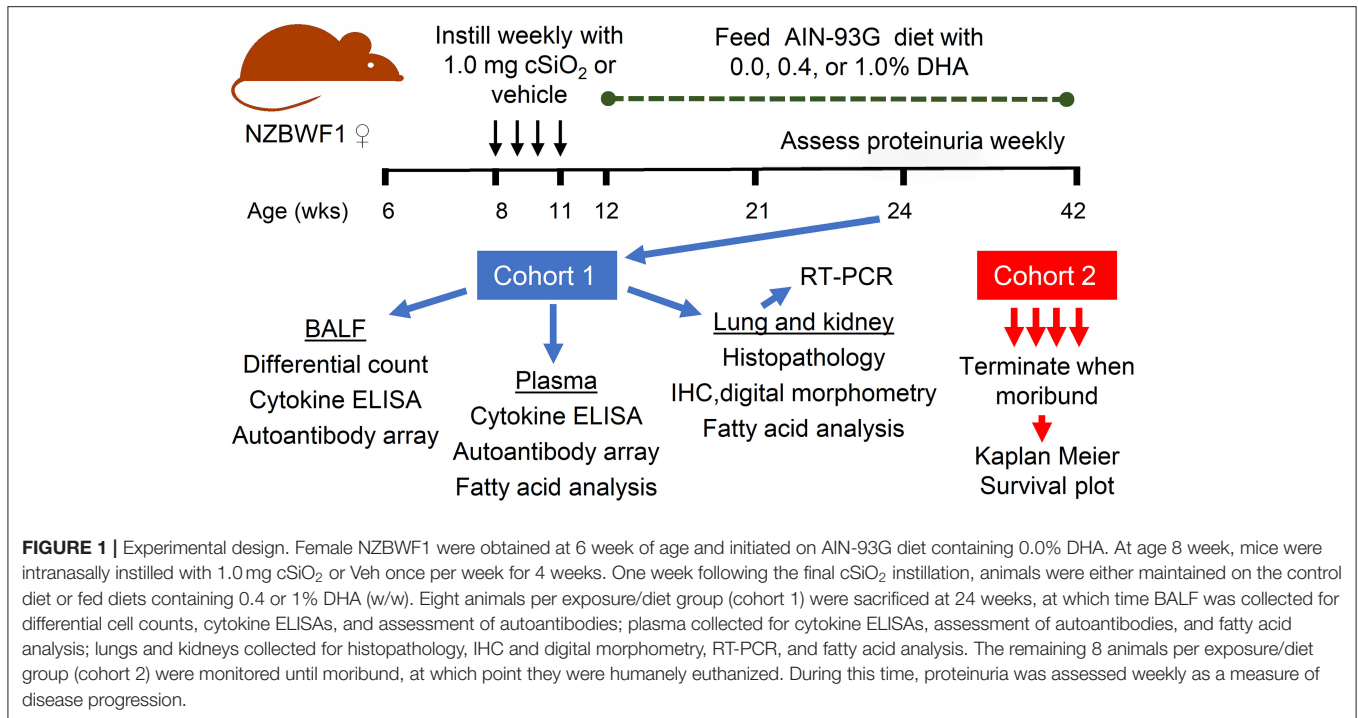 Instill weekly with
1.0 mg cSiO₂ or
vehicle
Feed AIN-93G diet with
0.0, 0.4, or 1.0% DHA
NZBWF1 ♀
Assess proteinuria weekly
Age (wks) 6 8 11 12 21 24 42
Cohort 1
Cohort 2
BALF
Differential count
Cytokine ELISA
Autoantibody array
Plasma
Cytokine ELISA
Autoantibody array
Fatty acid analysis
RT-PCR
Lung and kidney
Histopathology
IHC,digital morphometry
Fatty acid analysis
Terminate when
moribund
Kaplan Meier
Survival plot
FIGURE 1 | Experimental design. Female NZBWF1 were obtained at 6 week of age and initiated on AIN-93G diet containing 0.0% DHA. At age 8 week, mice were
intranasally instilled with 1.0 mg cSiO₂ or Veh once per week for 4 weeks. One week following the final cSiO₂ instillation, animals were either maintained on the control
diet or fed diets containing 0.4 or 1% DHA (w/w). Eight animals per exposure/diet group (cohort 1) were sacrificed at 24 weeks, at which time BALF was collected for
differential cell counts, cytokine ELISAs, and assessment of autoantibodies; plasma collected for cytokine ELISAs, assessment of autoantibodies, and fatty acid
analysis; lungs and kidneys collected for histopathology, IHC and digital morphometry, RT-PCR, and fatty acid analysis. The remaining 8 animals per exposure/diet
group (cohort 2) were monitored until moribund, at which point they were humanely euthanized. During this time, proteinuria was assessed weekly as a measure of
disease progression.